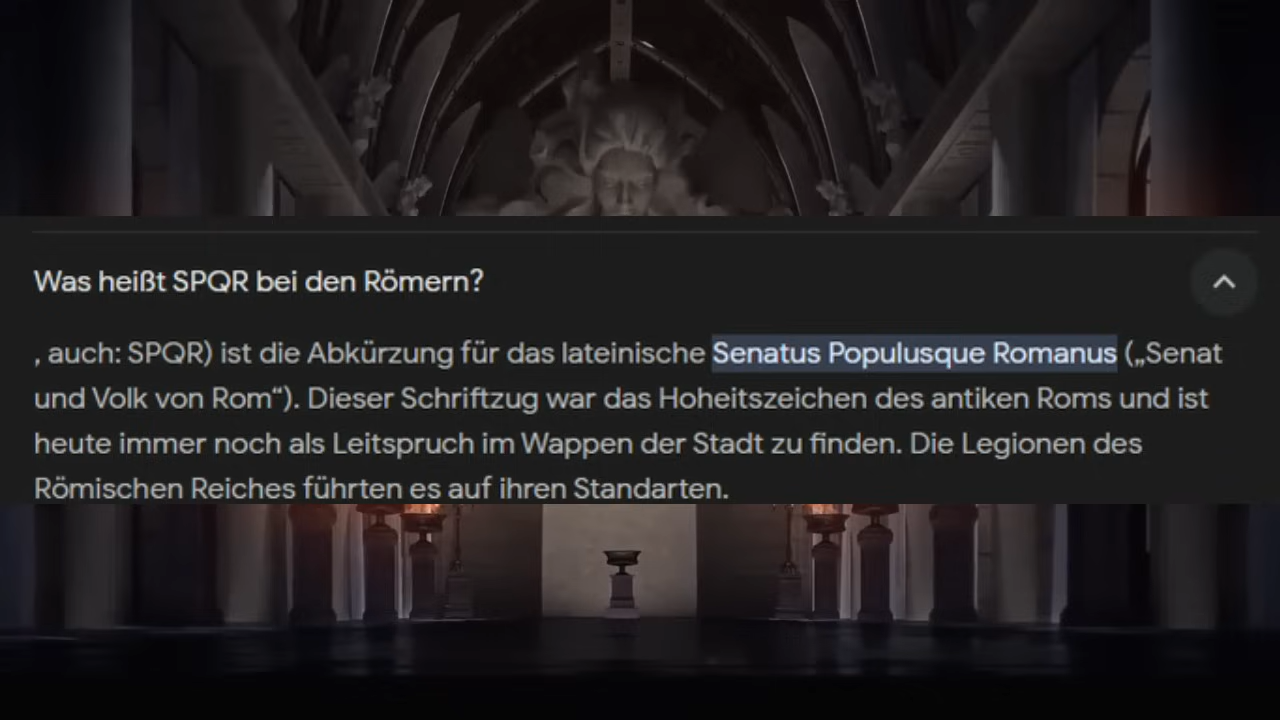 Was heißt SPQR bei den Römern?
, auch: SPQR) ist die Abkürzung für das lateinische Senatus Populusque Romanus („Senat
und Volk von Rom“). Dieser Schriftzug war das Hoheitszeichen des antiken Roms und ist
heute immer noch als Leitspruch im Wappen der Stadt zu finden. Die Legionen des
Römischen Reiches führten es auf ihren Standarten.